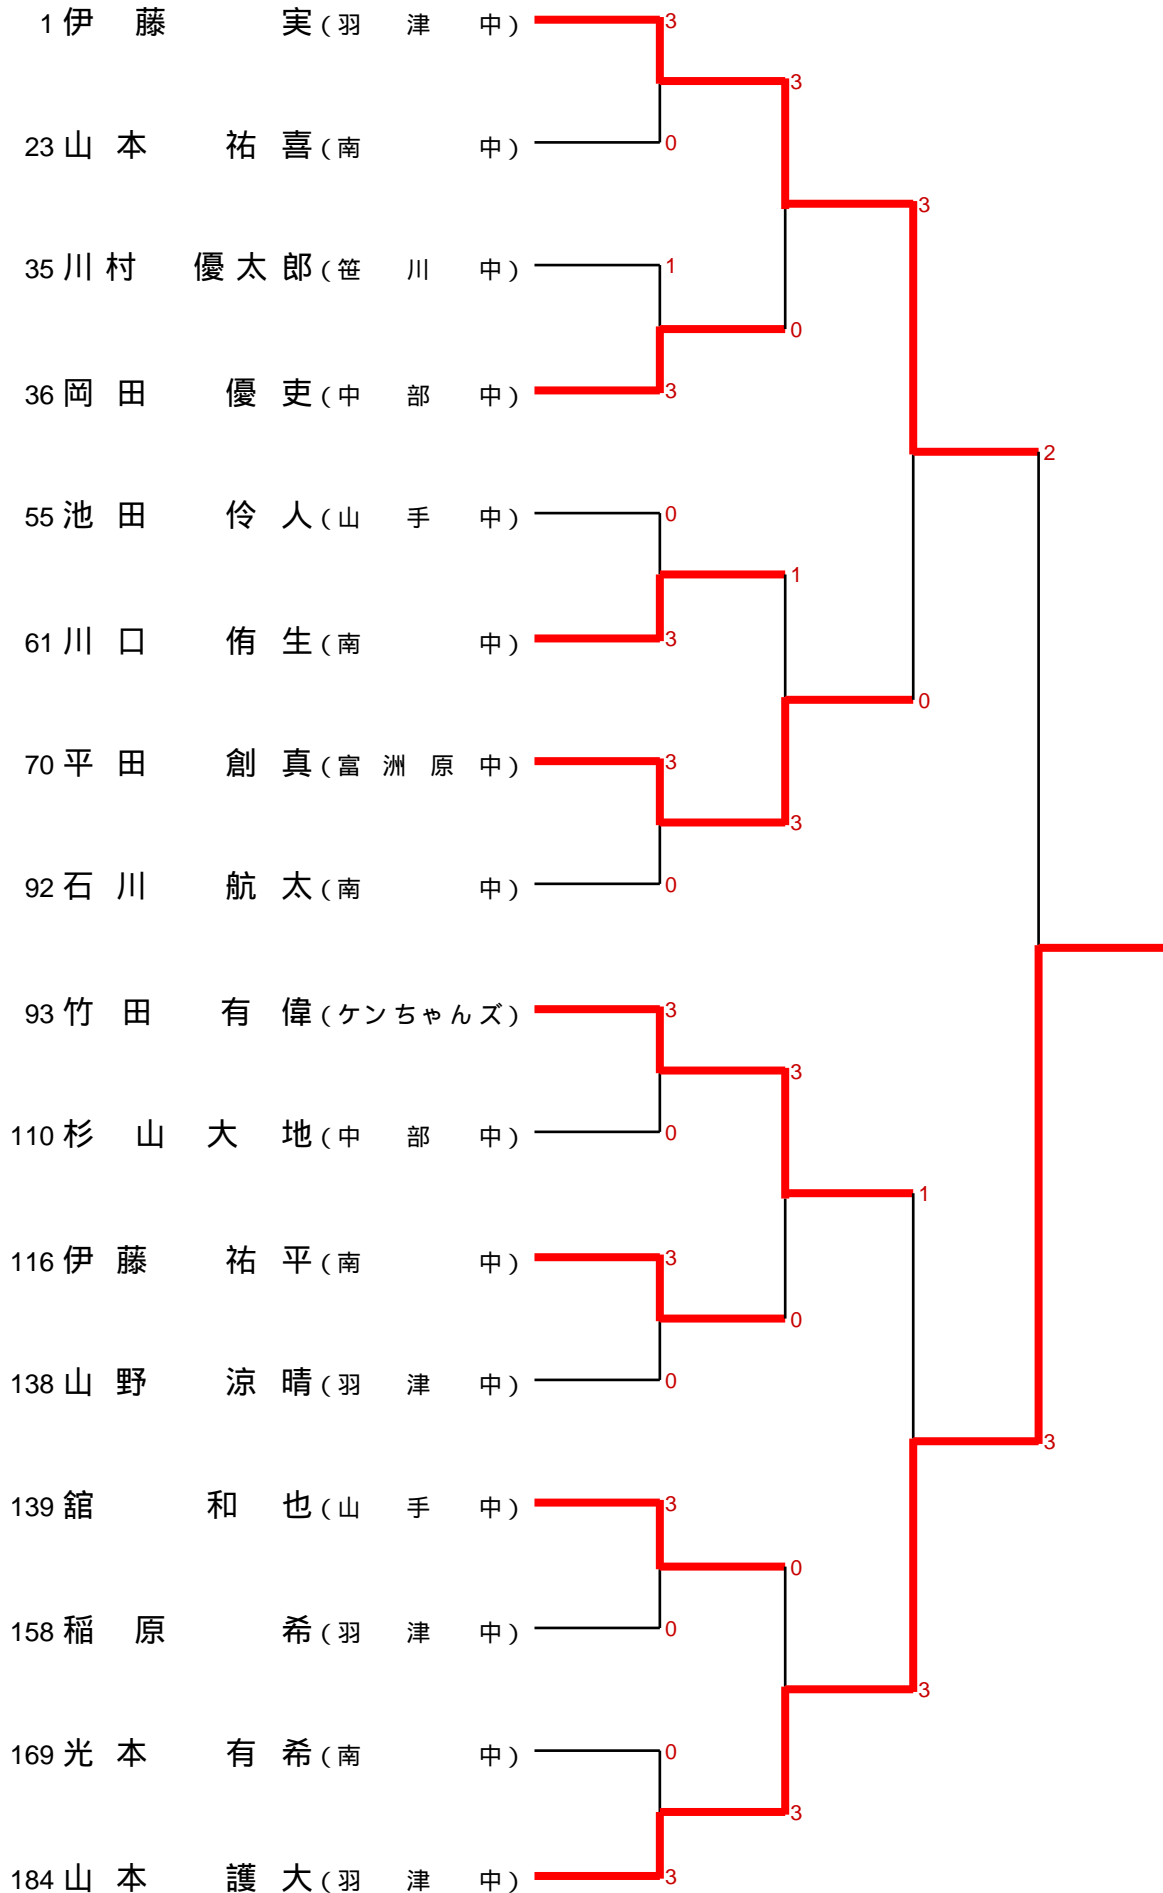 1 伊藤 実(羽津中) 3
3
23 山本 祐喜(南中) 0
3
35 川村 優太郎(笹川中) 1
0
36 岡田 優吏(中部中) 3
2
55 池田 伶人(山手中) 0
1
61 川口 侑生(南中) 3
0
70 平田 創真(富洲原中) 3
3
92 石川 航太(南中) 0
93 竹田 有偉(ケンちゃんズ) 3
3
110 杉山大地(中部中) 0
1
116 伊藤 祐平(南中) 3
0
138 山野 涼晴(羽津中) 0
3
139 舘 和也(山手中) 3
0
158 稲原 希(羽津中) 0
3
169 光本 有希(南中) 0
3
184 山本 護大(羽津中) 3